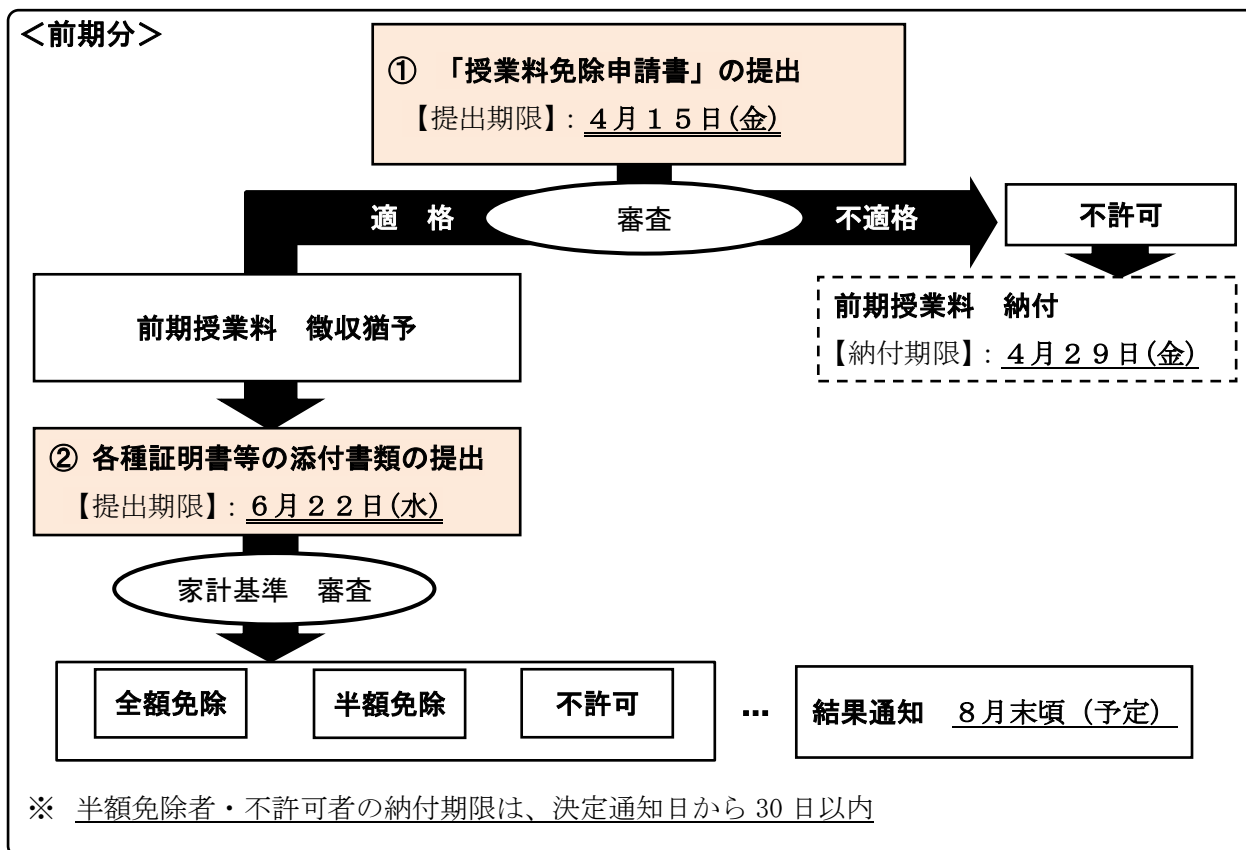 ＜前期分＞
① 「授業料免除申請書」の提出
【提出期限】：４月１５日(金)
適　格
審査
不適格
不許可
前期授業料　徴収猶予
前期授業料　納付
【納付期限】：４月２９日(金)
② 各種証明書等の添付書類の提出
【提出期限】：６月２２日(水)
家計基準　審査
全額免除
半額免除
不許可
…
結果通知　８月末頃（予定）
※　半額免除者・不許可者の納付期限は、決定通知日から 30 日以内